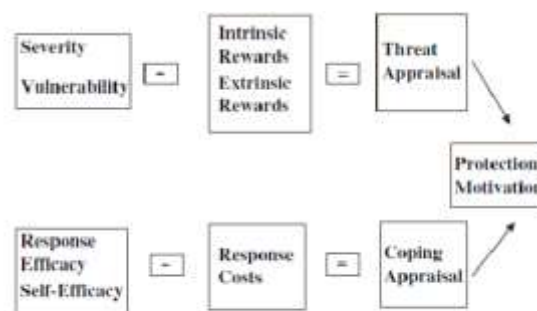 Severity
Vulnerability
-
Intrinsic
Rewards
Extrinsic
Rewards
=
Threat
Appraisal
Protection
Motivation
Response
Efficacy
Self-Efficacy
-
Response
Costs
=
Coping
Appraisal